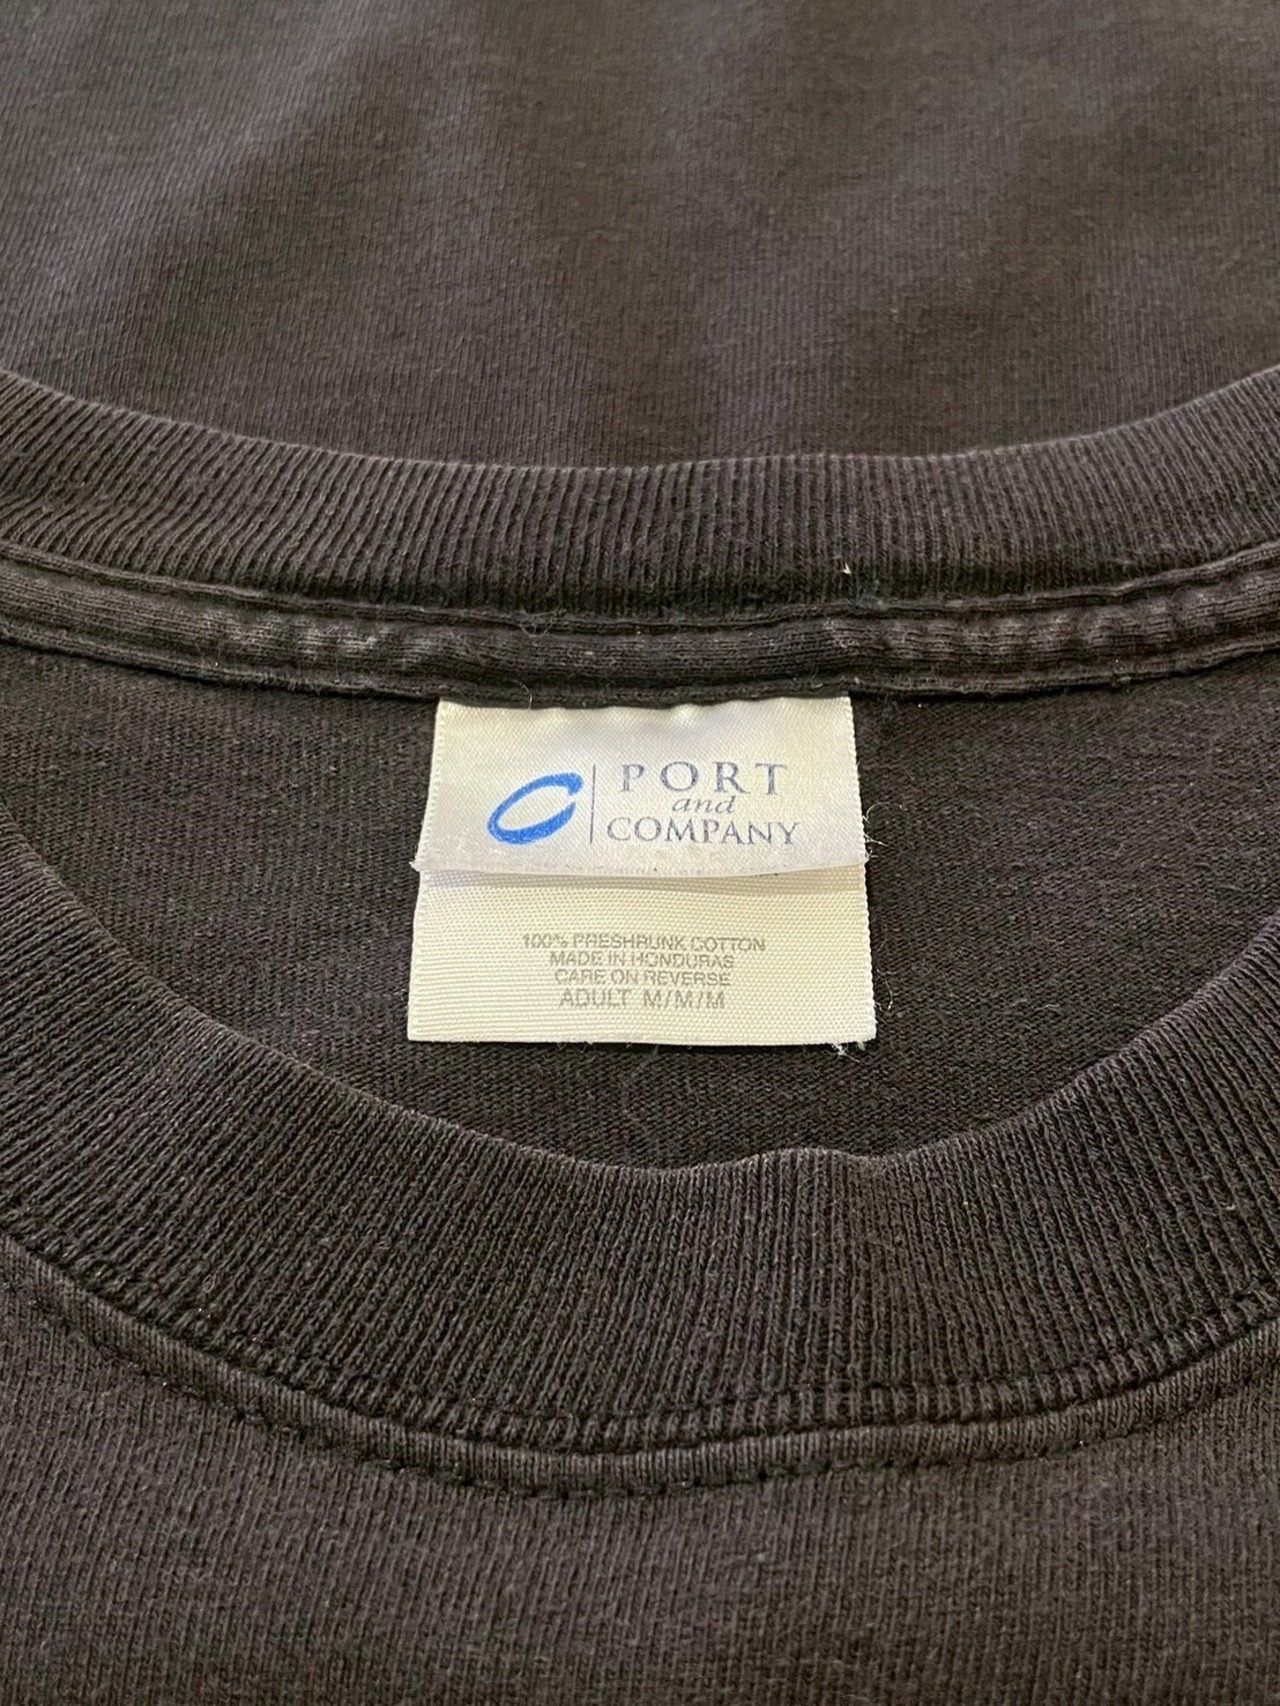 PORT
and
COMPANY
100% PRESHRUNK COTTON
MADE IN HONDURAS
CARE ON REVERSE
ADULT M/M/M